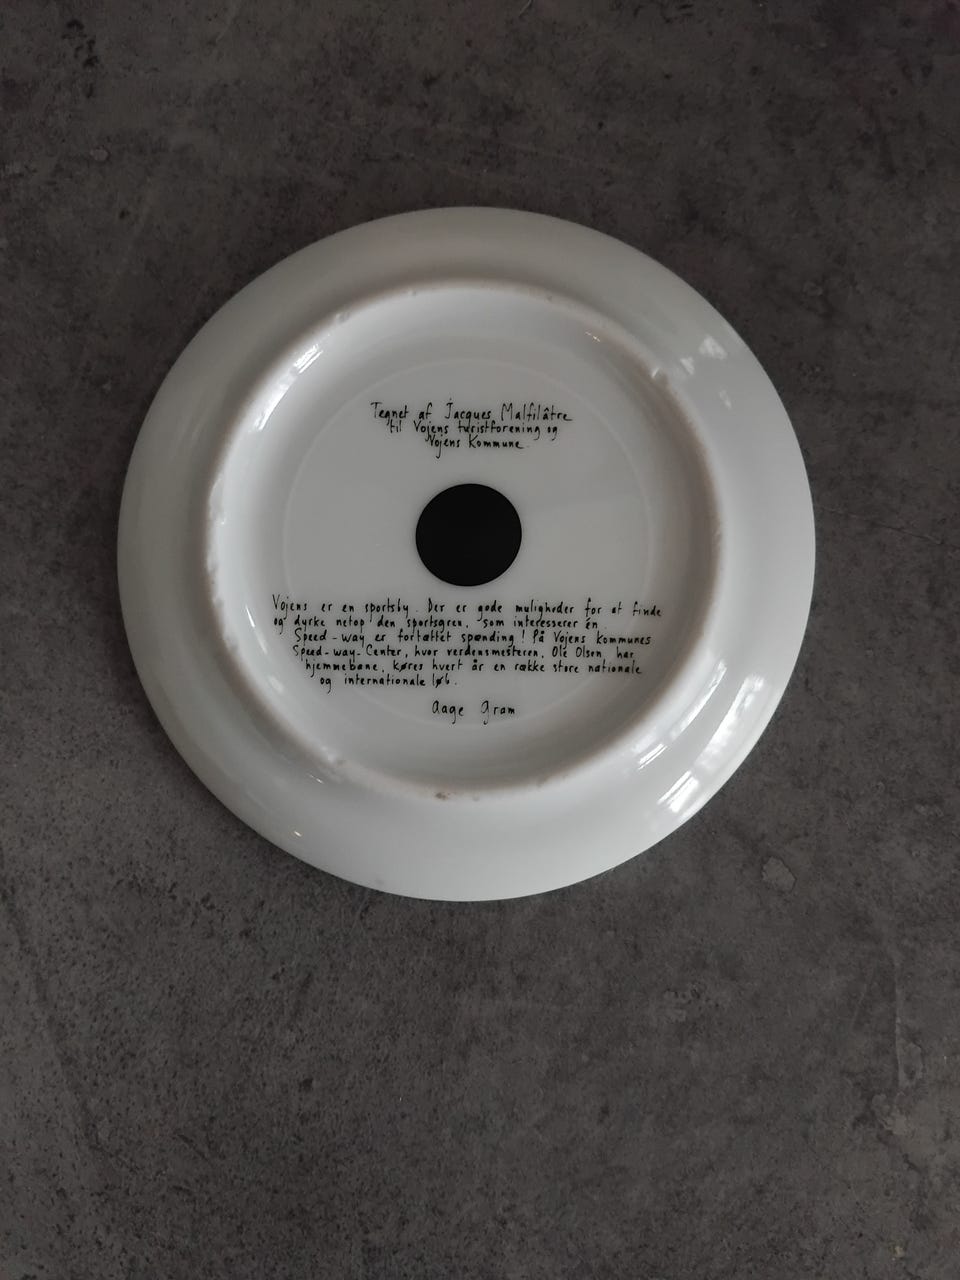 Tegnet af Jacques Malfilâtre
til Vojens turistforening og
Vojens Kommune.
Vojens er en sportsby. Der er gode muligheder for at finde
og dyrke netop den sportsgren, som interesserer én.
Speed-way er fortættet spænding! På Vojens Kommunes
Speed-way-Center, hvor verdensmesteren, Ole Olsen, har
hjemmebane, køres hvert år en række store nationale
og internationale løb.
Aage Gram